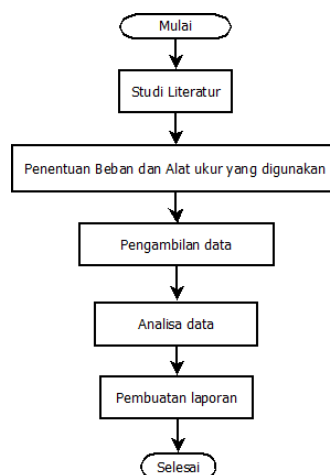 Mulai
Studi Literatur
Penentuan Beban dan Alat ukur yang digunakan
Pengambilan data
Analisa data
Pembuatan laporan
Selesai